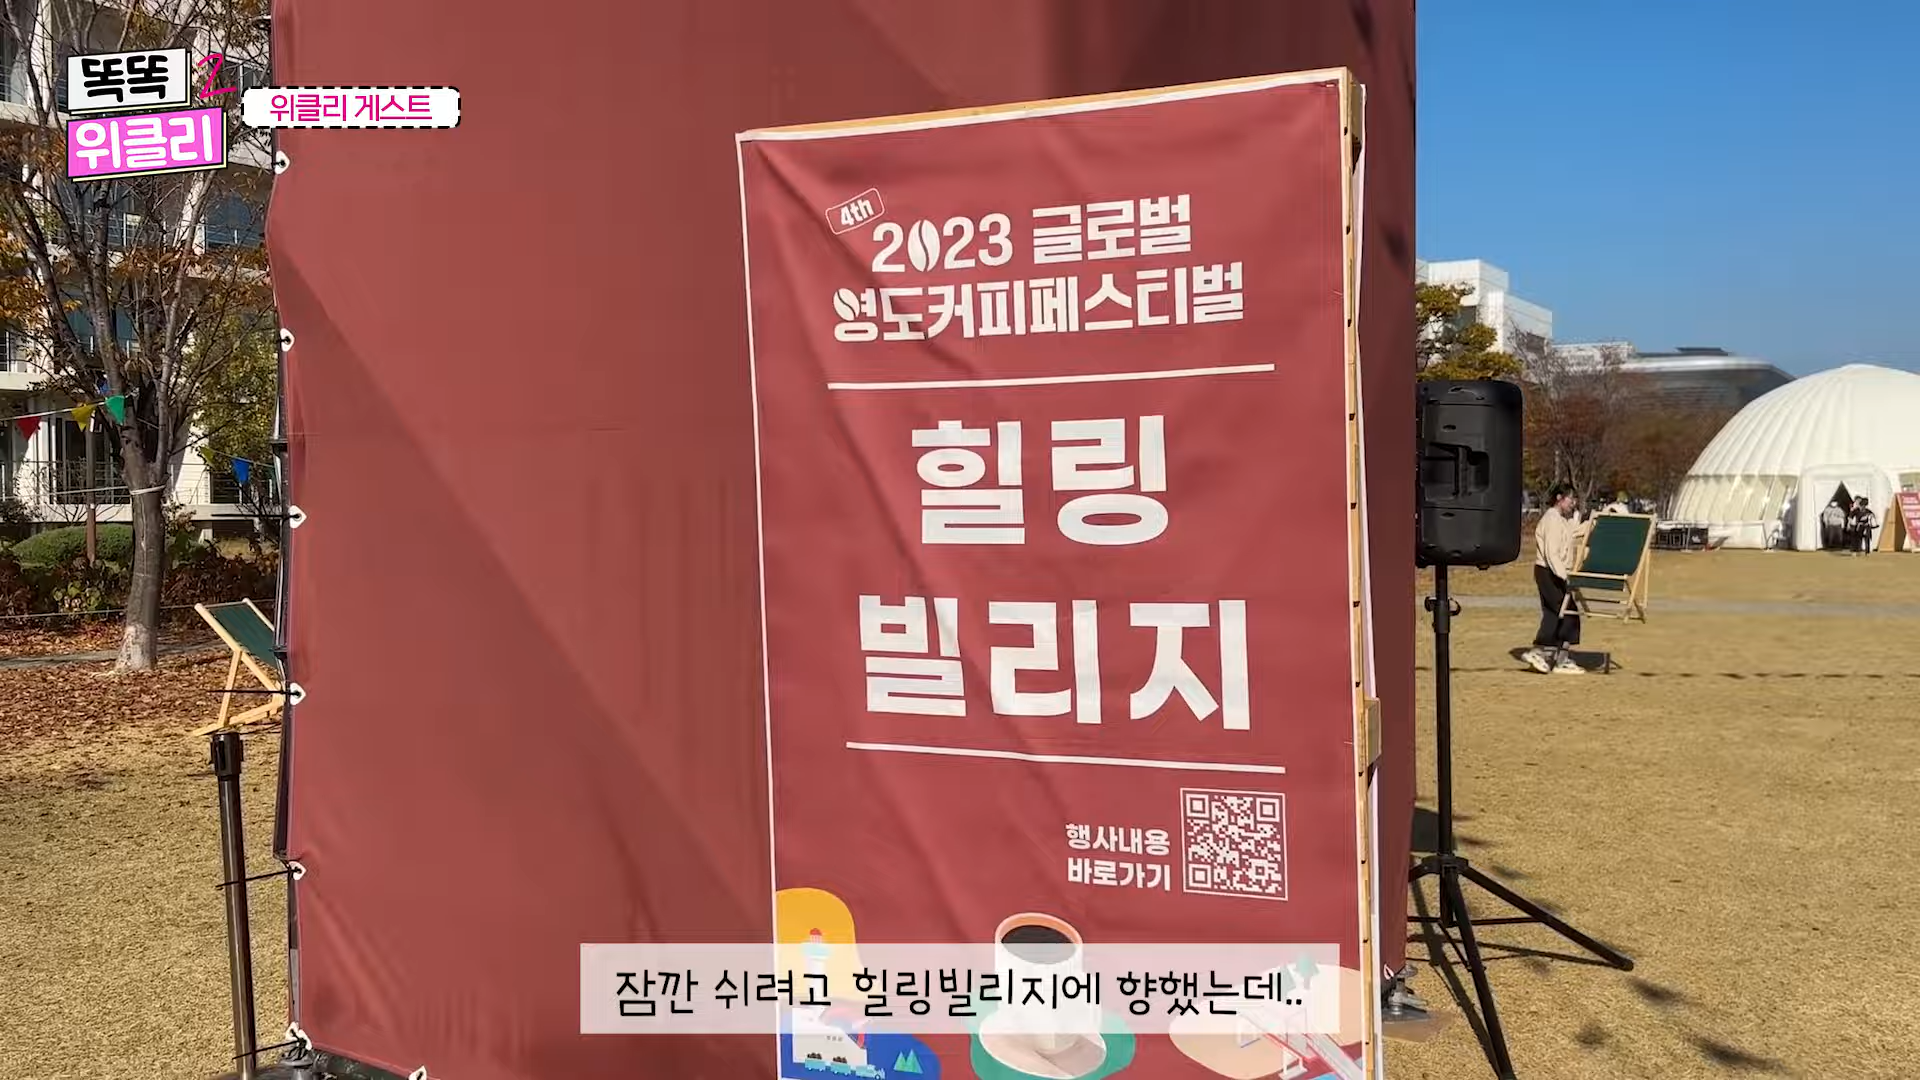 똑똑 2
위클리
위클리 게스트
4th
2023 글로벌
영도커피페스티벌
힐링
빌리지
행사내용
바로가기
잠깐 쉬려고 힐링빌리지에 향했는데..